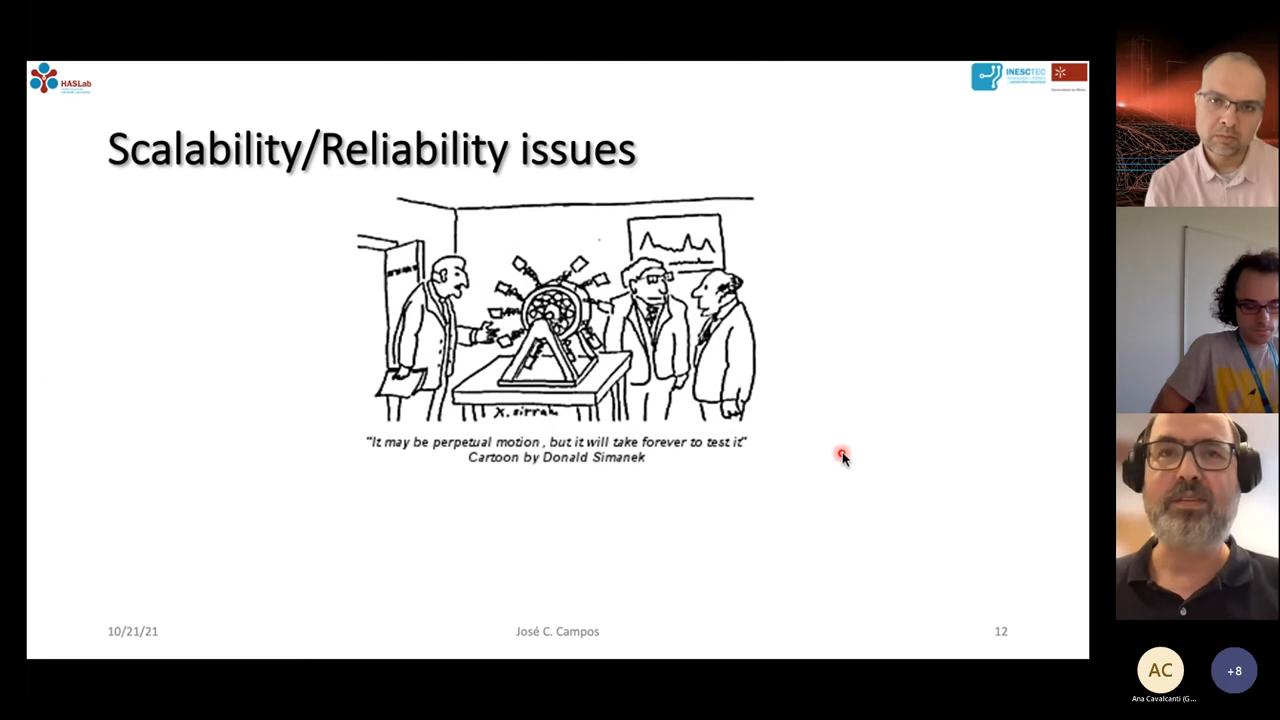 HASLab
INESCTEC
Scalability/Reliability issues
"It may be perpetual motion, but it will take forever to test it"
Cartoon by Donald Simanek
10/21/21
José C. Campos
12
AC
+8
Ana Cavalcanti (G...